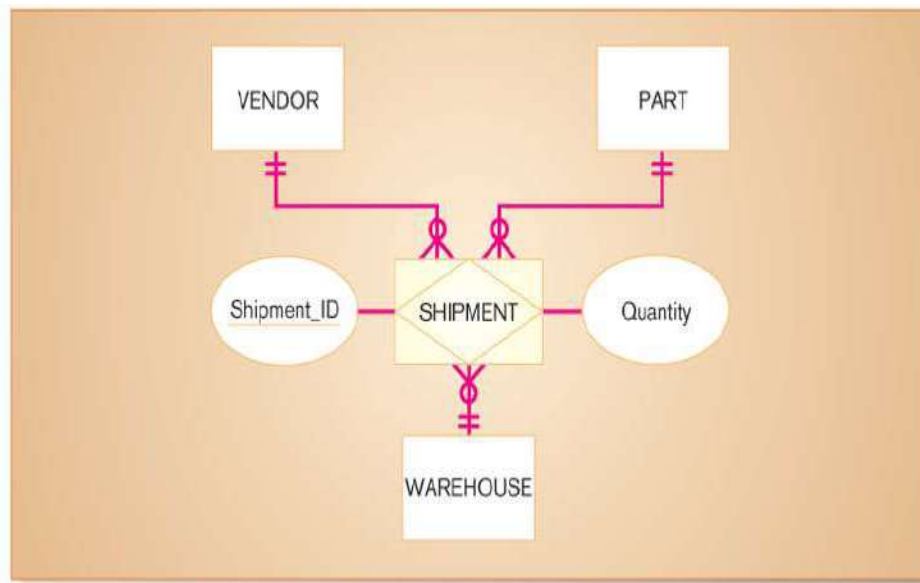 VENDOR
PART
Shipment_ID
SHIPMENT
Quantity
WAREHOUSE